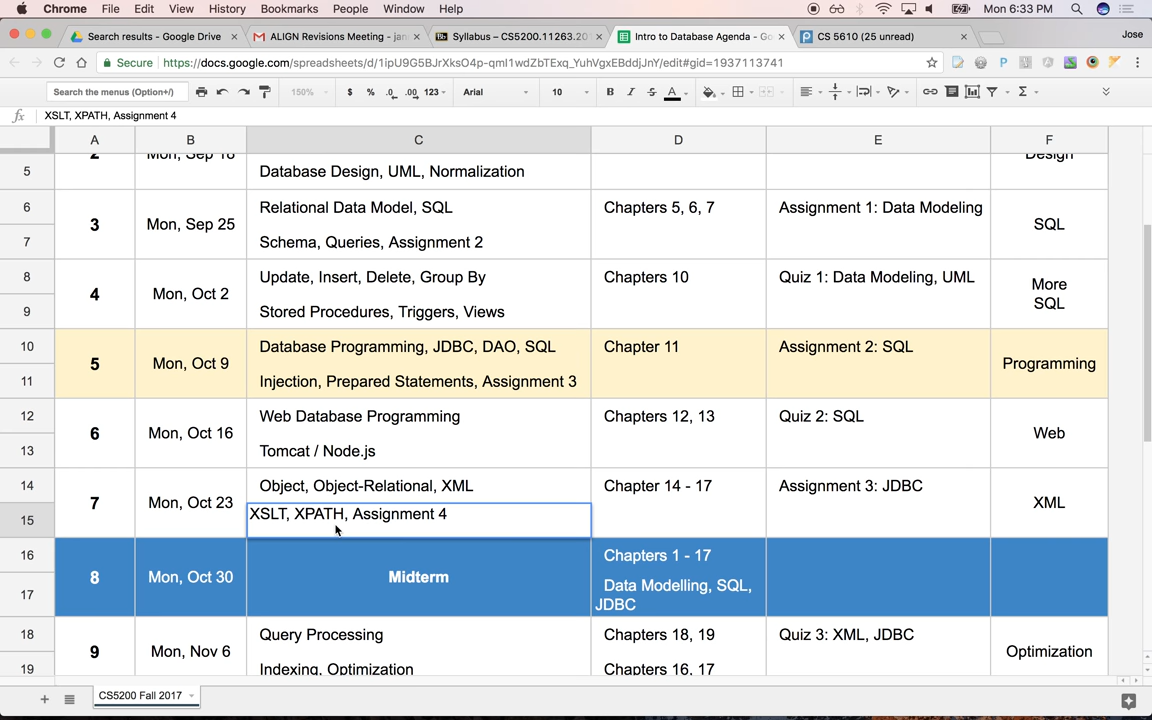 Chrome File Edit View History Bookmarks People Window Help Mon 6:33 PM
Search results - Google Drive × ALIGN Revisions Meeting - jan × Syllabus – CS5200.11263.20 × Intro to Database Agenda - Go × CS 5610 (25 unread) × Jose
Secure https://docs.google.com/spreadsheets/d/1ipU9G5BJrXksO4p-qmI1wdZbTExq_YuhVgxEBddjJnY/edit#gid=1937113741
Search the menus (Option+/) 150% $ % .0 .00 123 Arial 10 B I S A Σ
fx XSLT, XPATH, Assignment 4
A B C D E F
2 Mon, Sep 18 Design
5 Database Design, UML, Normalization
6 Relational Data Model, SQL Chapters 5, 6, 7 Assignment 1: Data Modeling
3 Mon, Sep 25 SQL
7 Schema, Queries, Assignment 2
8 Update, Insert, Delete, Group By Chapters 10 Quiz 1: Data Modeling, UML
4 Mon, Oct 2 More
SQL
9 Stored Procedures, Triggers, Views
10 Database Programming, JDBC, DAO, SQL Chapter 11 Assignment 2: SQL
5 Mon, Oct 9 Programming
11 Injection, Prepared Statements, Assignment 3
12 Web Database Programming Chapters 12, 13 Quiz 2: SQL
6 Mon, Oct 16 Web
13 Tomcat / Node.js
14 Object, Object-Relational, XML Chapter 14 - 17 Assignment 3: JDBC
7 Mon, Oct 23 XML
15 XSLT, XPATH, Assignment 4
16 Chapters 1 - 17
8 Mon, Oct 30 Midterm
17 Data Modelling, SQL,
JDBC
18 Query Processing Chapters 18, 19 Quiz 3: XML, JDBC
9 Mon, Nov 6 Optimization
19 Indexing, Optimization Chapters 16, 17
CS5200 Fall 2017